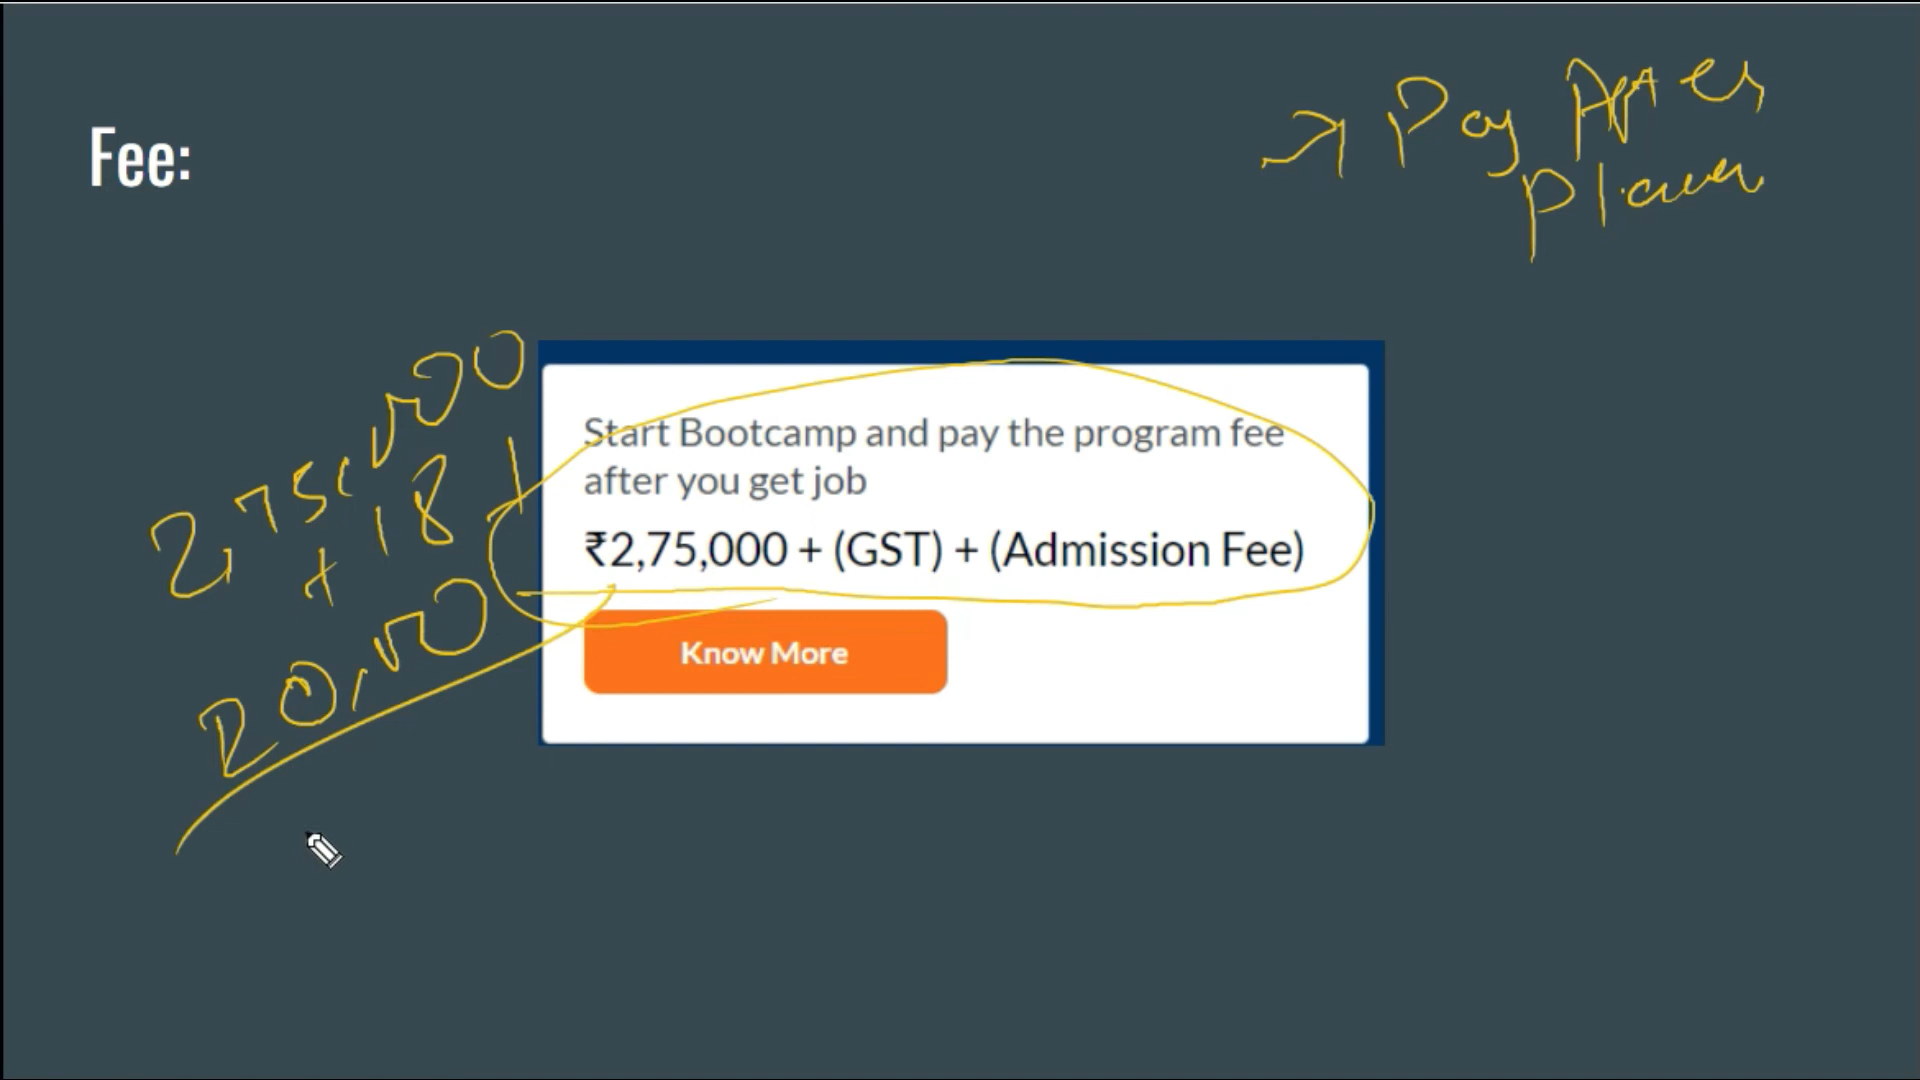 Fee:
→ Pay After
2,75,000
+ 18
20,000
Start Bootcamp and pay the program fee
after you get job
₹2,75,000 + (GST) + (Admission Fee)
Know More